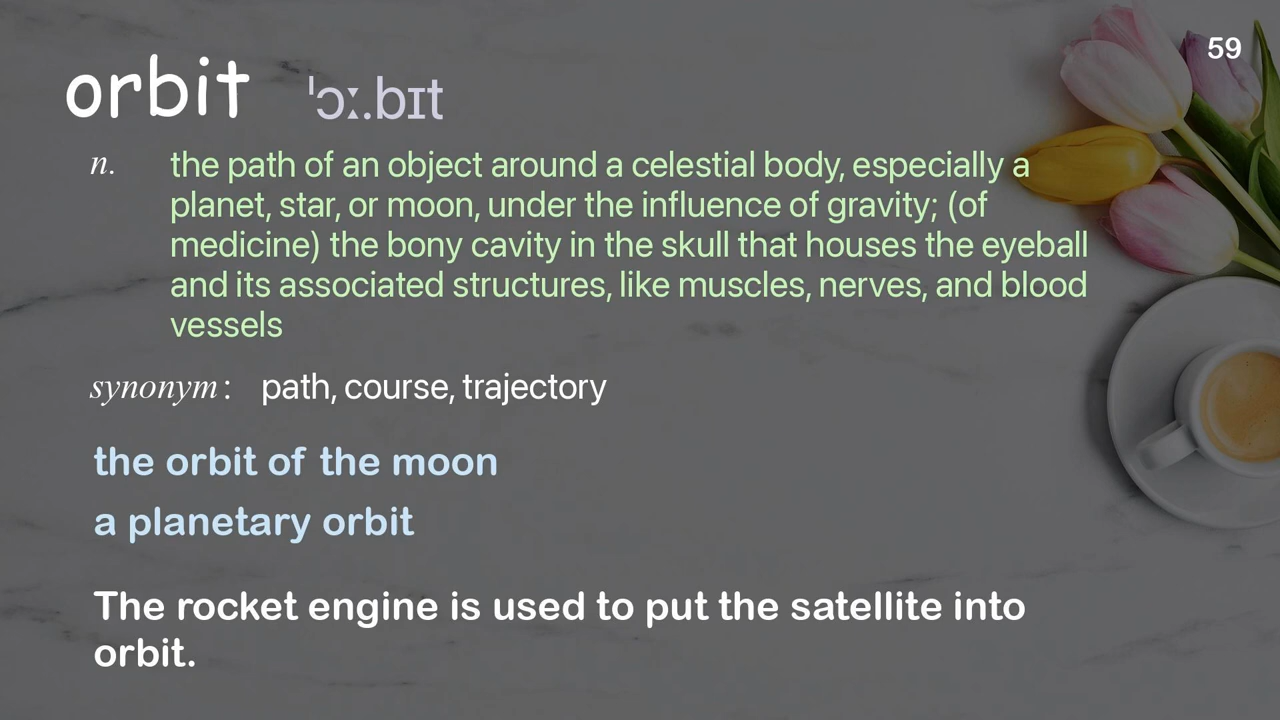 59
orbit ˈɔː.bɪt
n. the path of an object around a celestial body, especially a
planet, star, or moon, under the influence of gravity; (of
medicine) the bony cavity in the skull that houses the eyeball
and its associated structures, like muscles, nerves, and blood
vessels
synonym: path, course, trajectory
the orbit of the moon
a planetary orbit
The rocket engine is used to put the satellite into
orbit.